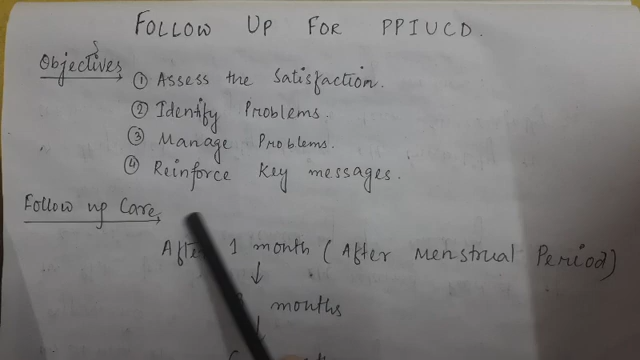 FOLLOW UP FOR PPIUCD.
Objectives
① Assess the Satisfaction.
② Identify Problems.
③ Manage Problems.
④ Reinforce key messages.
Follow up Care
After 1 month (After Menstrual Period)
↓
months
↓